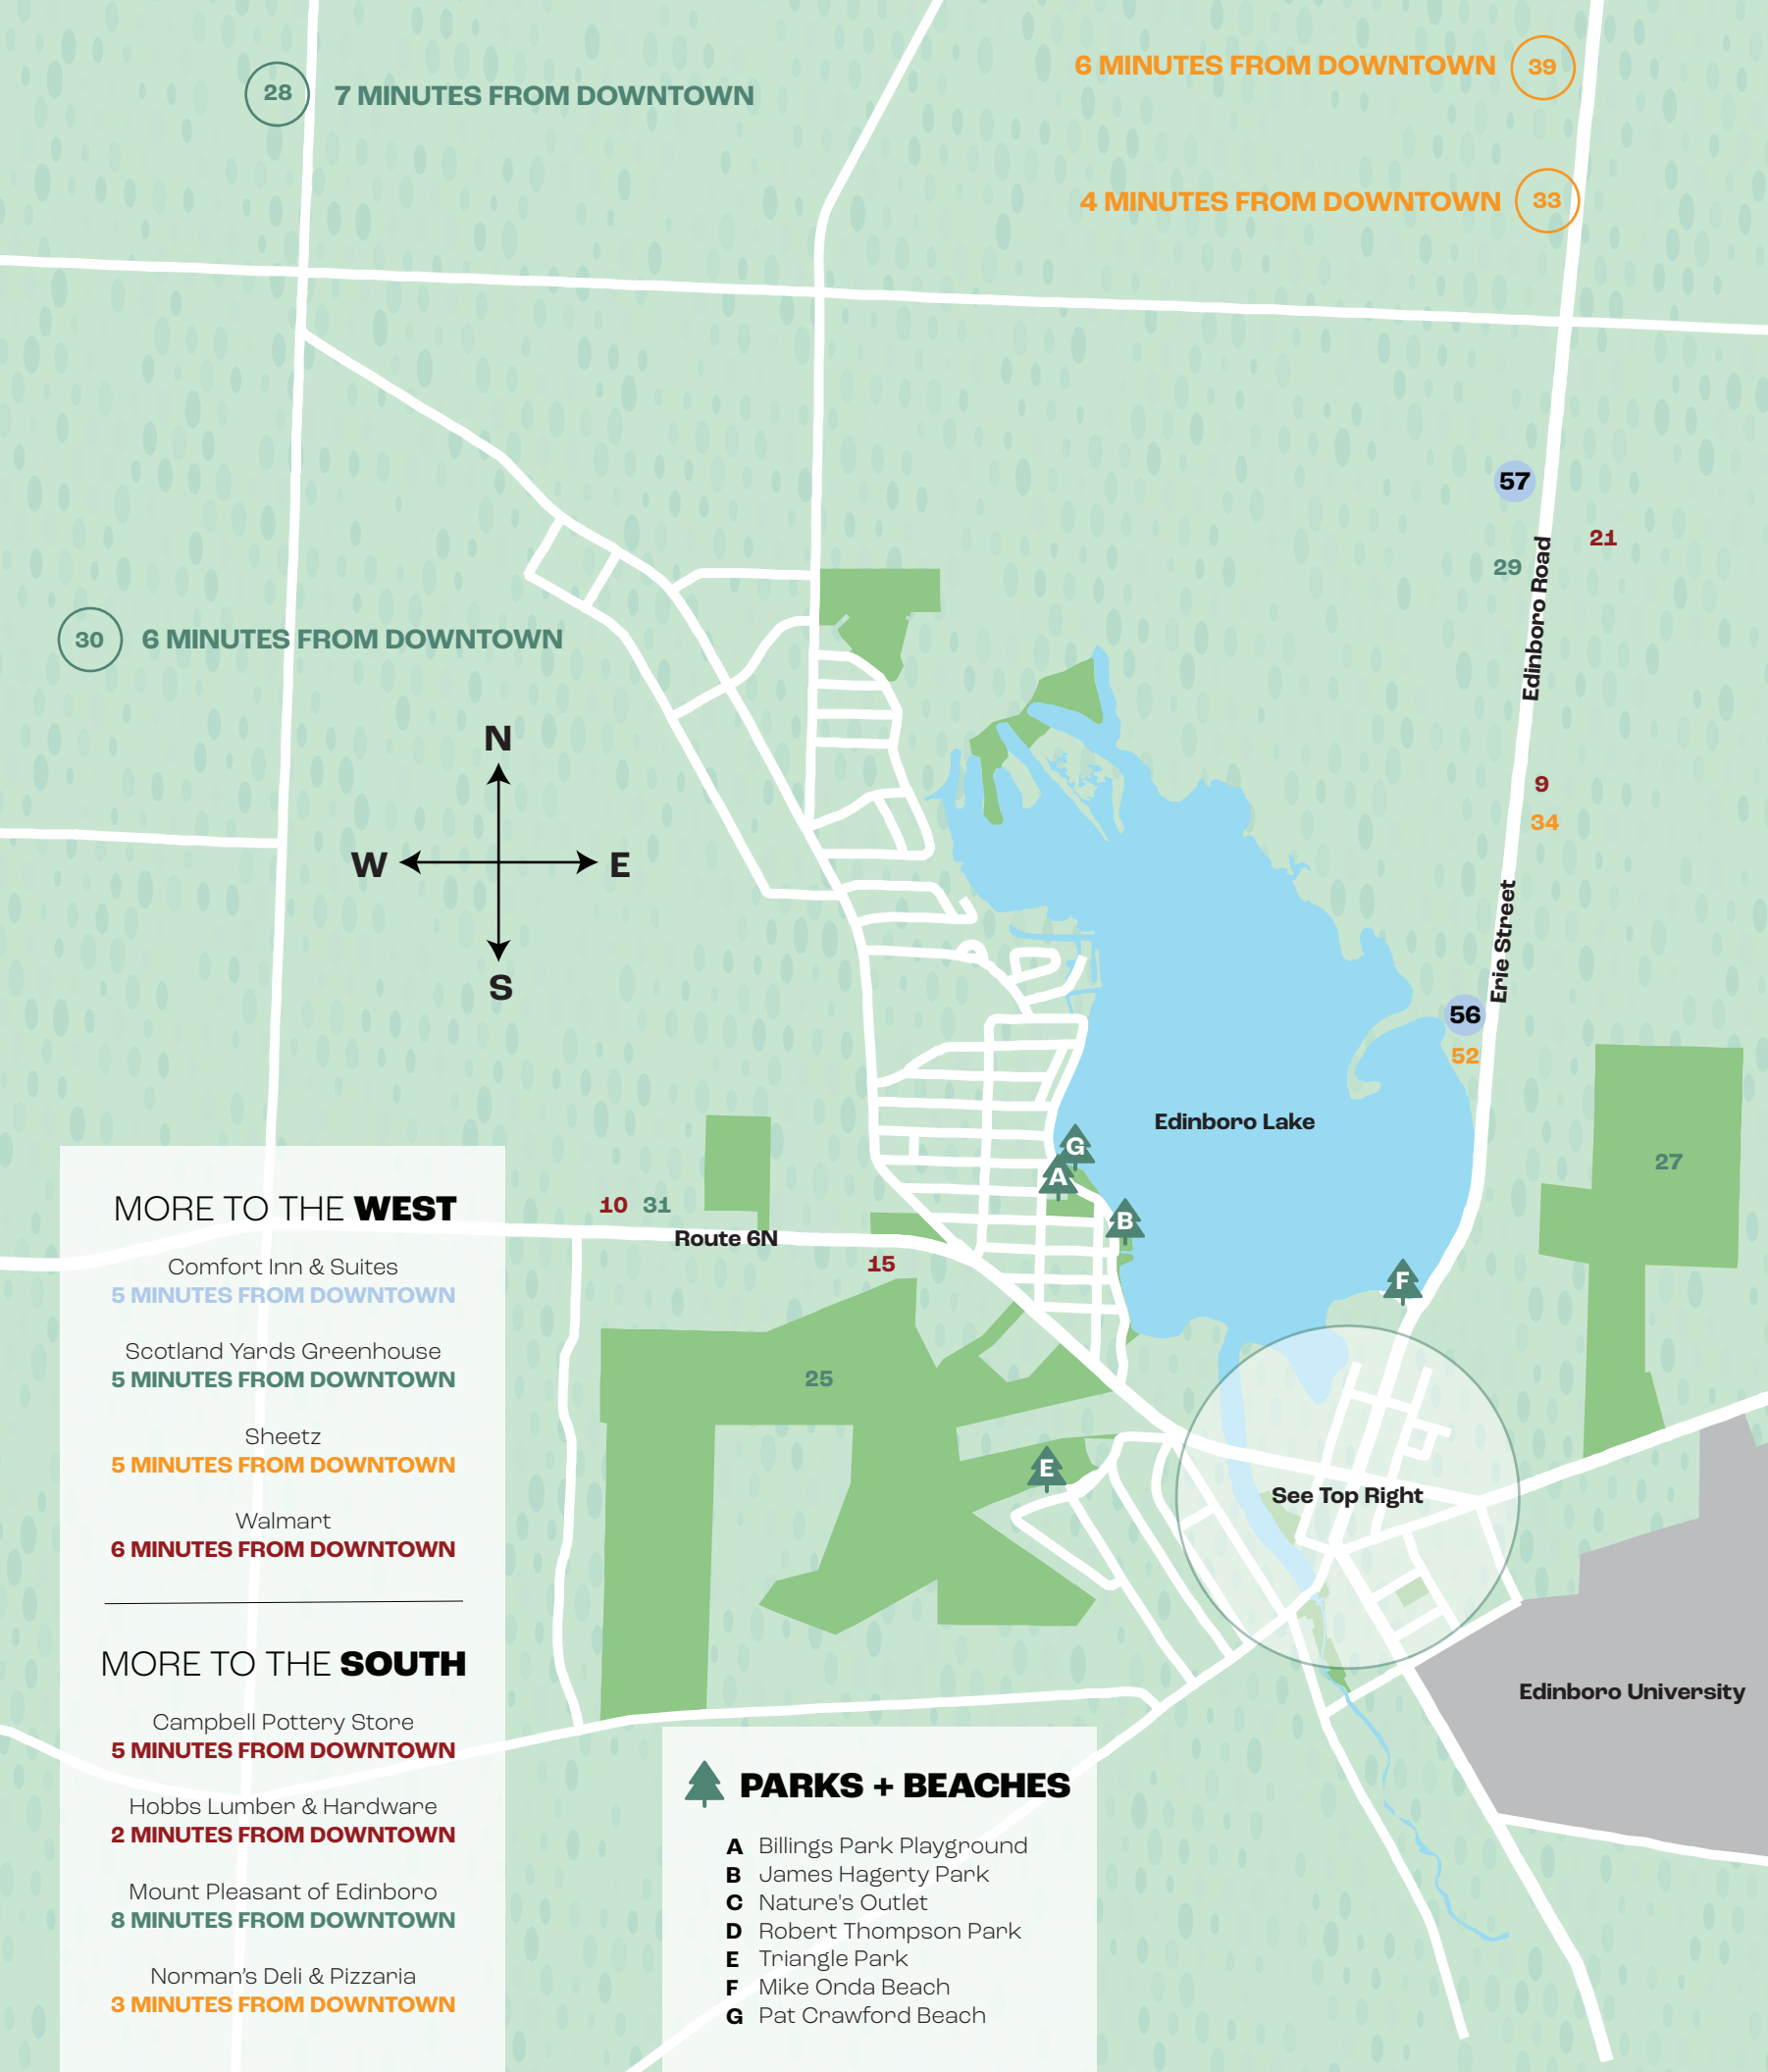 28
7 MINUTES FROM DOWNTOWN
6 MINUTES FROM DOWNTOWN
39
4 MINUTES FROM DOWNTOWN
33
57
21
29
Edinboro Road
30
6 MINUTES FROM DOWNTOWN
N
W
E
S
9
34
Erie Street
56
52
Edinboro Lake
27
G
A
B
F
10
31
Route 6N
15
25
E
See Top Right
Edinboro University
MORE TO THE WEST
Comfort Inn & Suites
5 MINUTES FROM DOWNTOWN
Scotland Yards Greenhouse
5 MINUTES FROM DOWNTOWN
Sheetz
5 MINUTES FROM DOWNTOWN
Walmart
6 MINUTES FROM DOWNTOWN
MORE TO THE SOUTH
Campbell Pottery Store
5 MINUTES FROM DOWNTOWN
Hobbs Lumber & Hardware
2 MINUTES FROM DOWNTOWN
Mount Pleasant of Edinboro
8 MINUTES FROM DOWNTOWN
Norman's Deli & Pizzaria
3 MINUTES FROM DOWNTOWN
PARKS + BEACHES
A Billings Park Playground
B James Hagerty Park
C Nature's Outlet
D Robert Thompson Park
E Triangle Park
F Mike Onda Beach
G Pat Crawford Beach